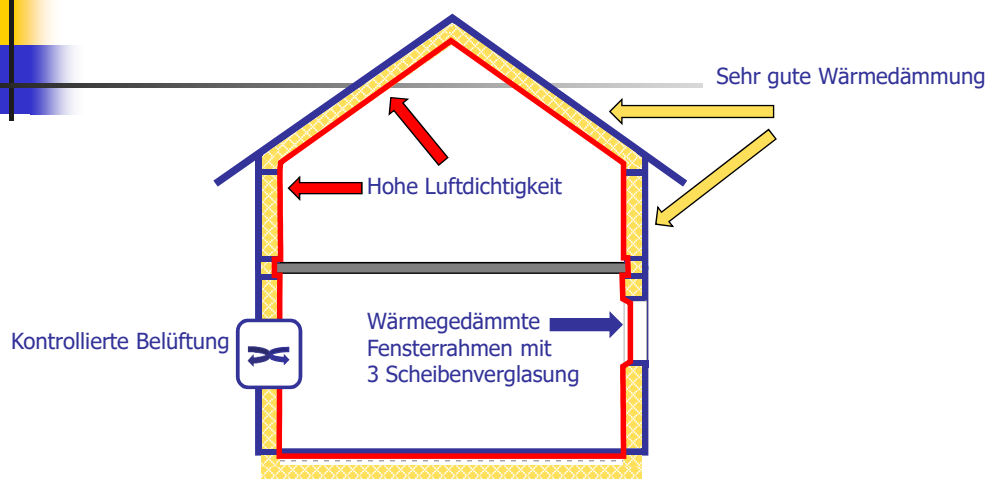 Sehr gute Wärmedämmung
Hohe Luftdichtigkeit
Kontrollierte Belüftung
Wärmegedämmte
Fensterrahmen mit
3 Scheibenverglasung